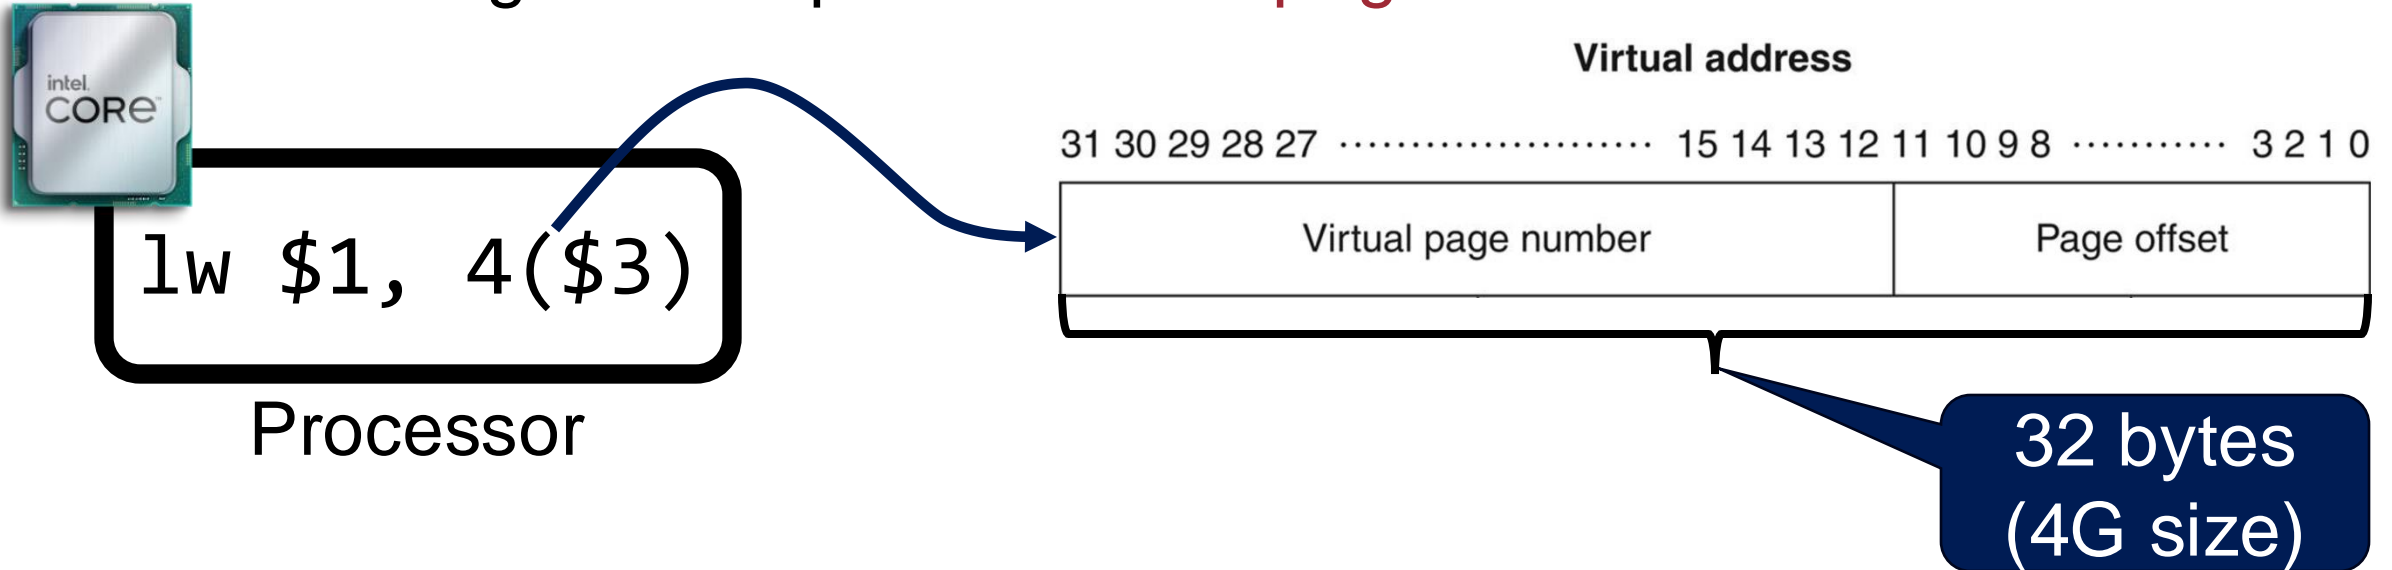 intel
CORe
Virtual address
31 30 29 28 27 ...................... 15 14 13 12 11 10 9 8 ........... 3 2 1 0
lw $1, 4($3)
Virtual page number
Page offset
Processor
32 bytes
(4G size)